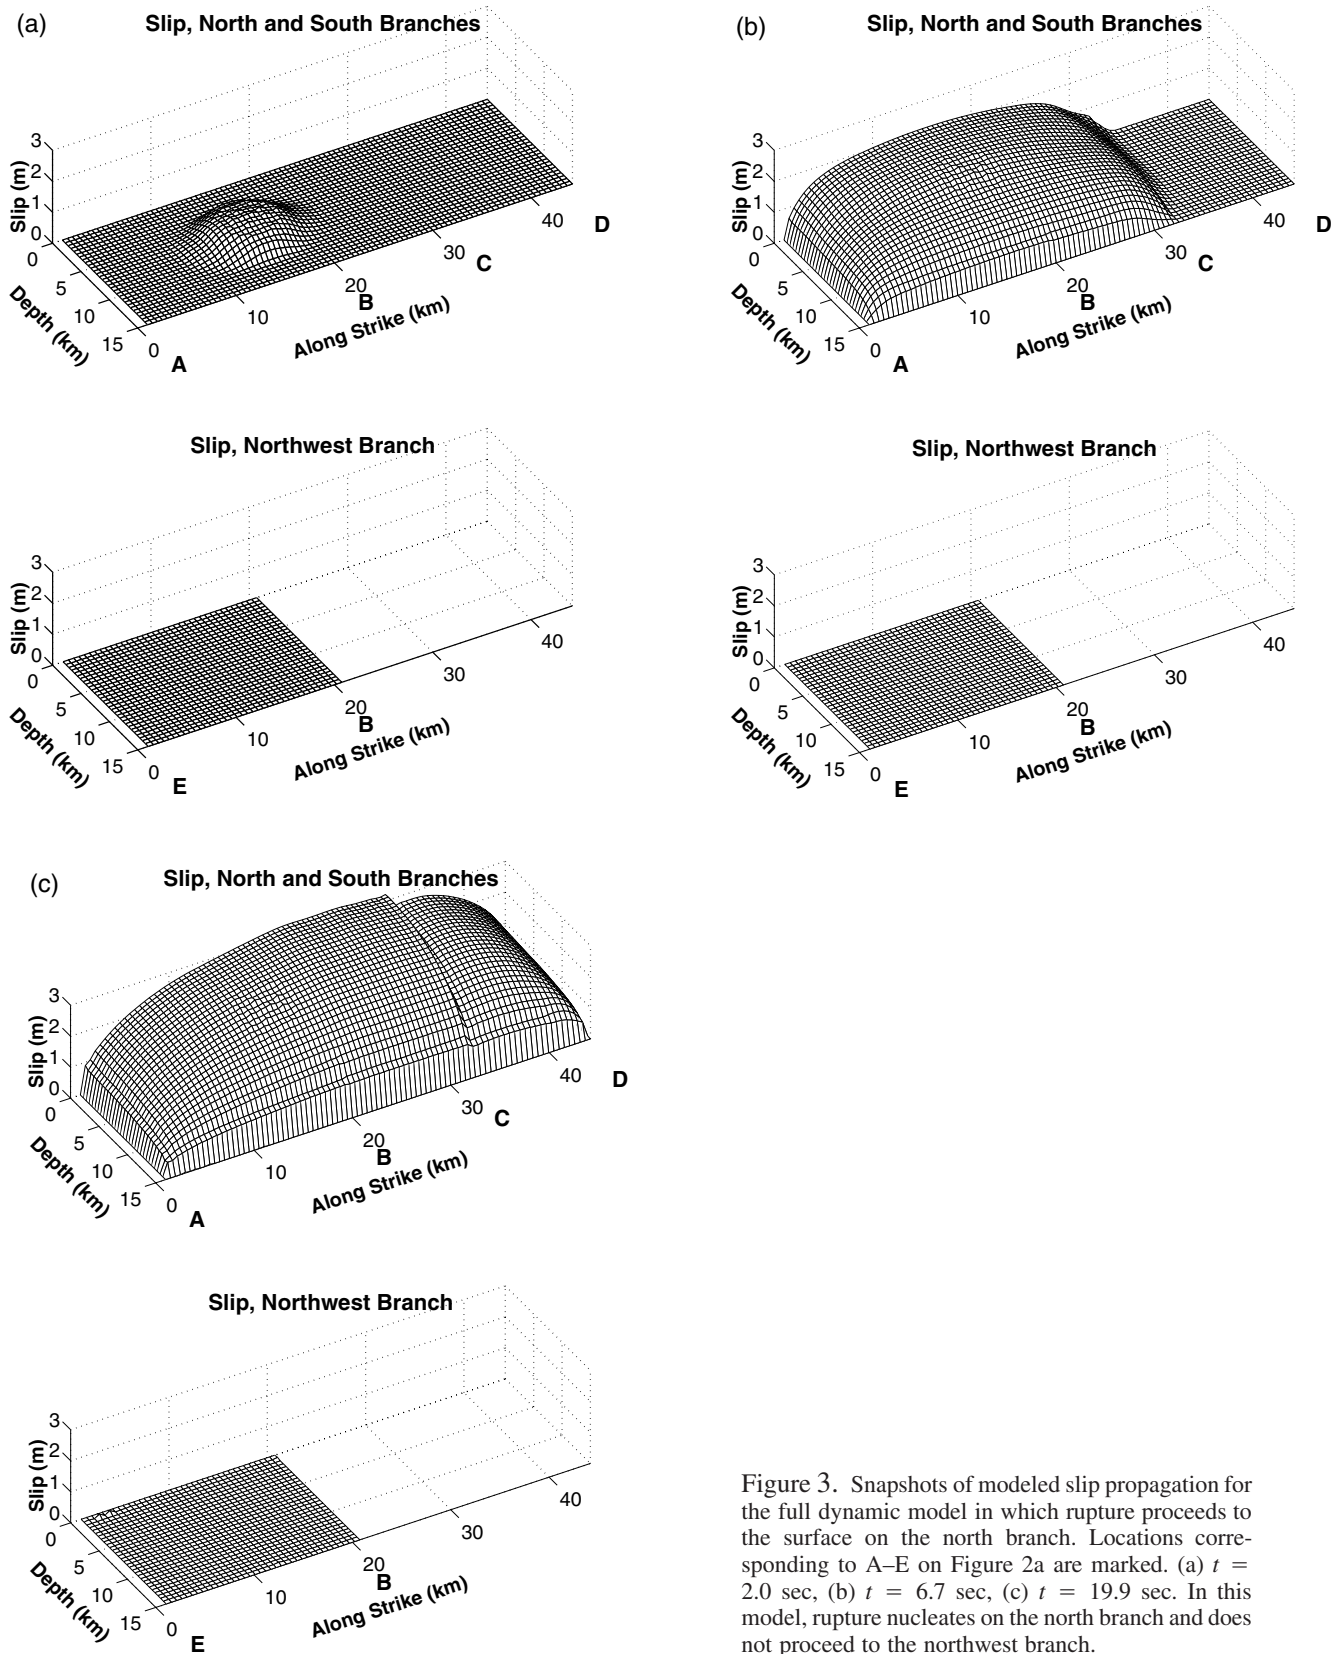 (a)
Slip, North and South Branches
3
2
1
0
Slip (m)
0
5
10
15
Depth (km)
0
10
20
30
40
A
B
C
D
Along Strike (km)
Slip, Northwest Branch
3
2
1
0
Slip (m)
0
5
10
15
Depth (km)
0
10
20
30
40
E
B
Along Strike (km)
(b)
Slip, North and South Branches
3
2
1
0
Slip (m)
0
5
10
15
Depth (km)
0
10
20
30
40
A
B
C
D
Along Strike (km)
Slip, Northwest Branch
3
2
1
0
Slip (m)
0
5
10
15
Depth (km)
0
10
20
30
40
E
B
Along Strike (km)
(c)
Slip, North and South Branches
3
2
1
0
Slip (m)
0
5
10
15
Depth (km)
0
10
20
30
40
A
B
C
D
Along Strike (km)
Slip, Northwest Branch
3
2
1
0
Slip (m)
0
5
10
15
Depth (km)
0
10
20
30
40
E
B
Along Strike (km)
Figure 3. Snapshots of modeled slip propagation for
the full dynamic model in which rupture proceeds to
the surface on the north branch. Locations corre-
sponding to A–E on Figure 2a are marked. (a) t =
2.0 sec, (b) t = 6.7 sec, (c) t = 19.9 sec. In this
model, rupture nucleates on the north branch and does
not proceed to the northwest branch.